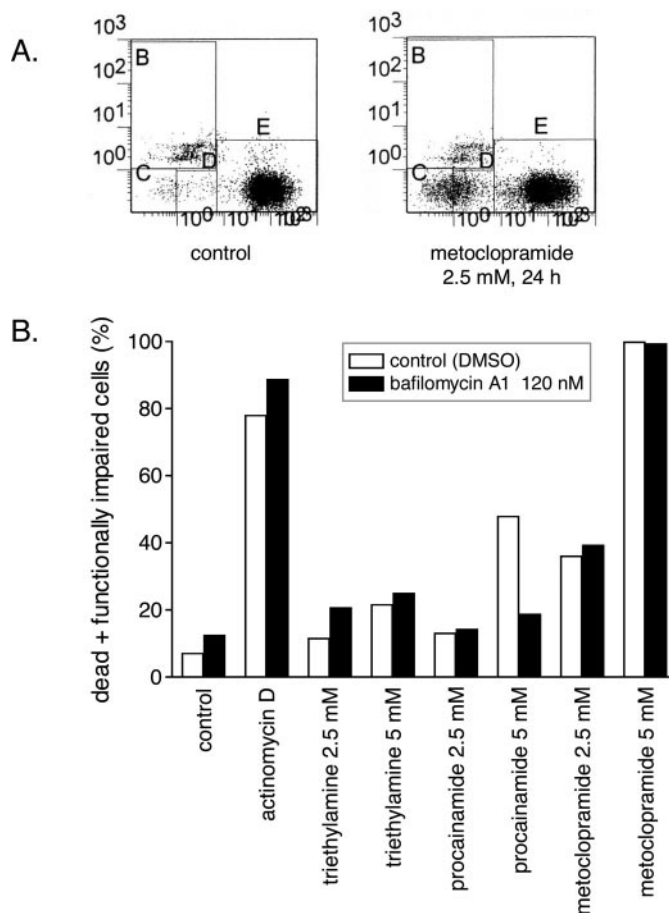 A.
10³
10²
10¹
10⁰
B
E
D
C
10⁰ 10¹
control
10³
10²
10¹
10⁰
B
E
D
C
10⁰ 10¹
metoclopramide
2.5 mM, 24 h
B.
dead + functionally impaired cells (%)
100
80
60
40
20
0
control (DMSO)
bafilomycin A1 120 nM
control
actinomycin D
triethylamine 2.5 mM
triethylamine 5 mM
procainamide 2.5 mM
procainamide 5 mM
metoclopramide 2.5 mM
metoclopramide 5 mM